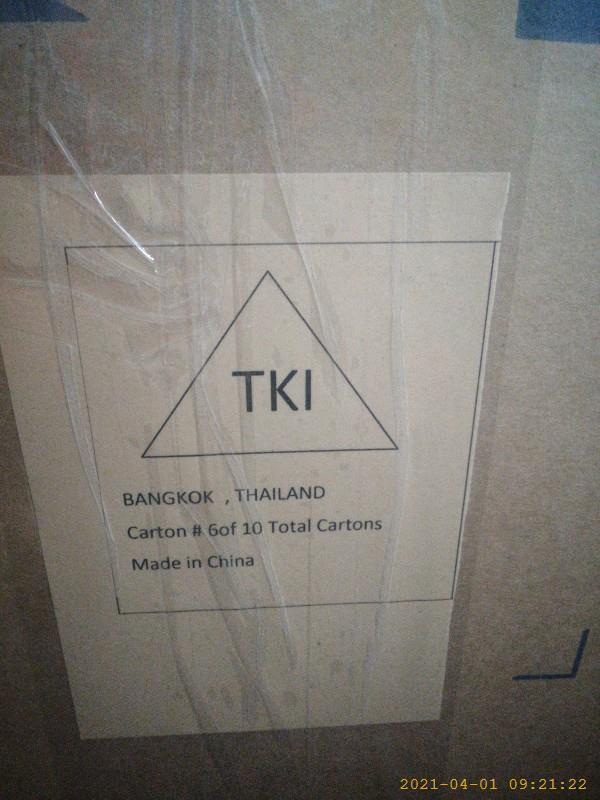 TKI
BANGKOK , THAILAND
Carton # 6of 10 Total Cartons
Made in China
2021-04-01 09:21:22